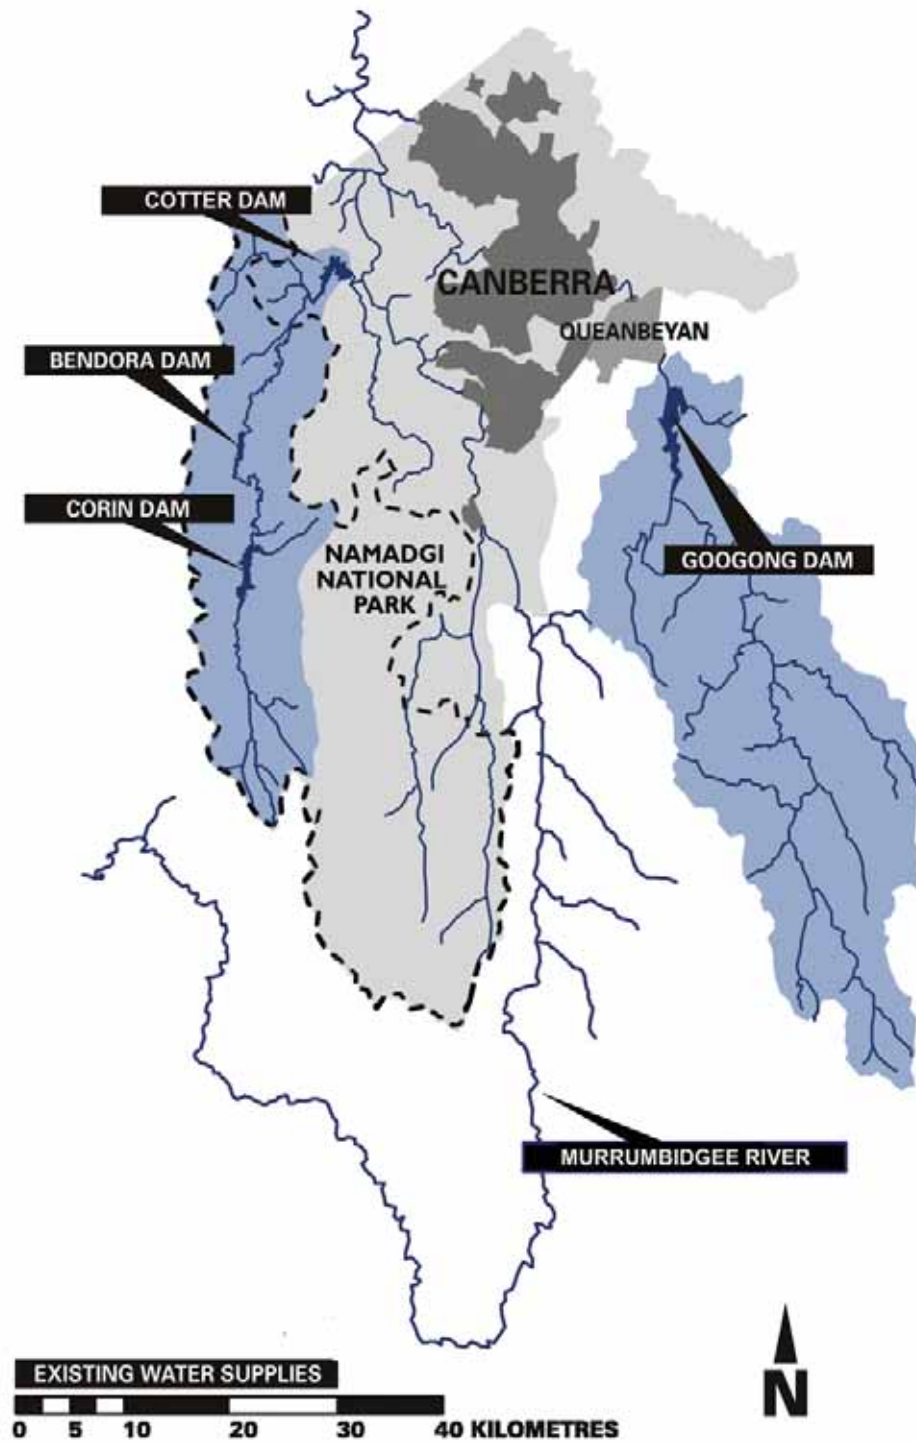 COTTER DAM
CANBERRA
QUEANBEYAN
BENDORA DAM
CORIN DAM
GOOGONG DAM
NAMADGI
NATIONAL
PARK
MURRUMBIDGEE RIVER
N
EXISTING WATER SUPPLIES
0 5 10 20 30 40 KILOMETRES